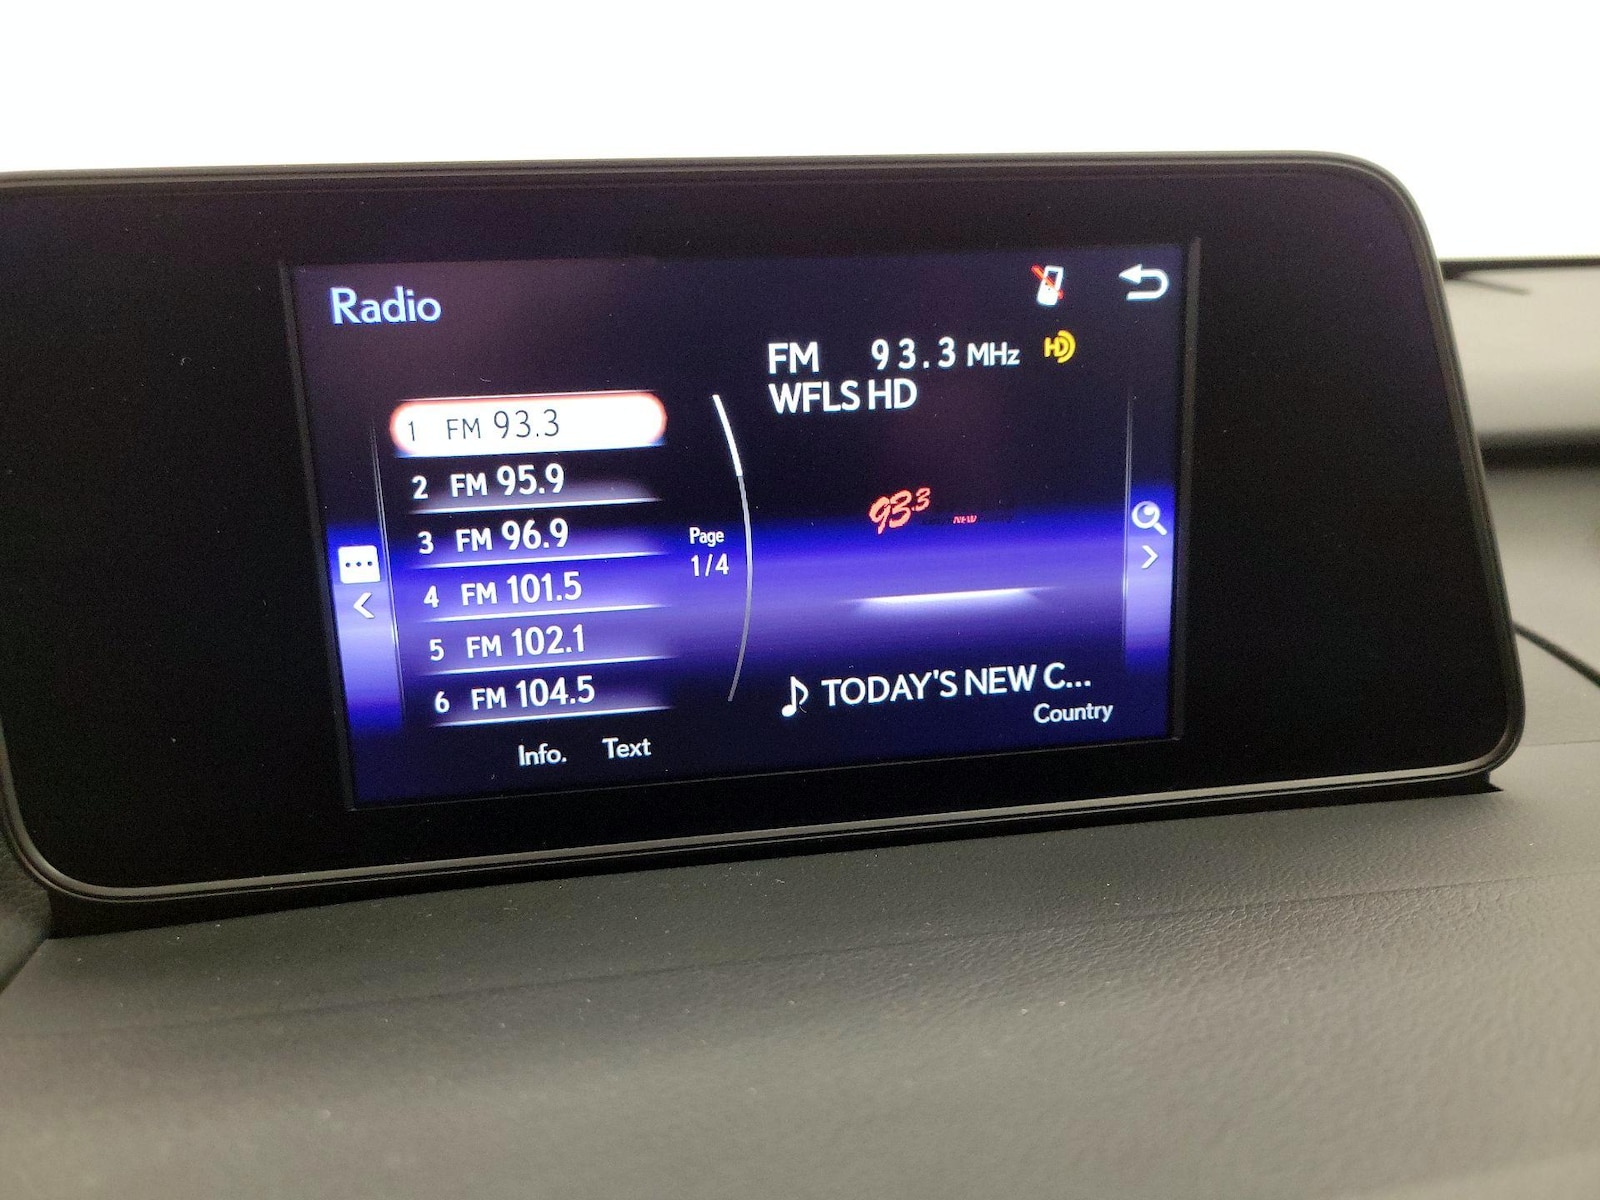 Radio
FM 93.3 MHz HD
WFLS HD
1 FM 93.3
2 FM 95.9
3 FM 96.9
4 FM 101.5
5 FM 102.1
6 FM 104.5
Page
1/4
93.3
NEW
TODAY'S NEW C...
Country
Info. Text